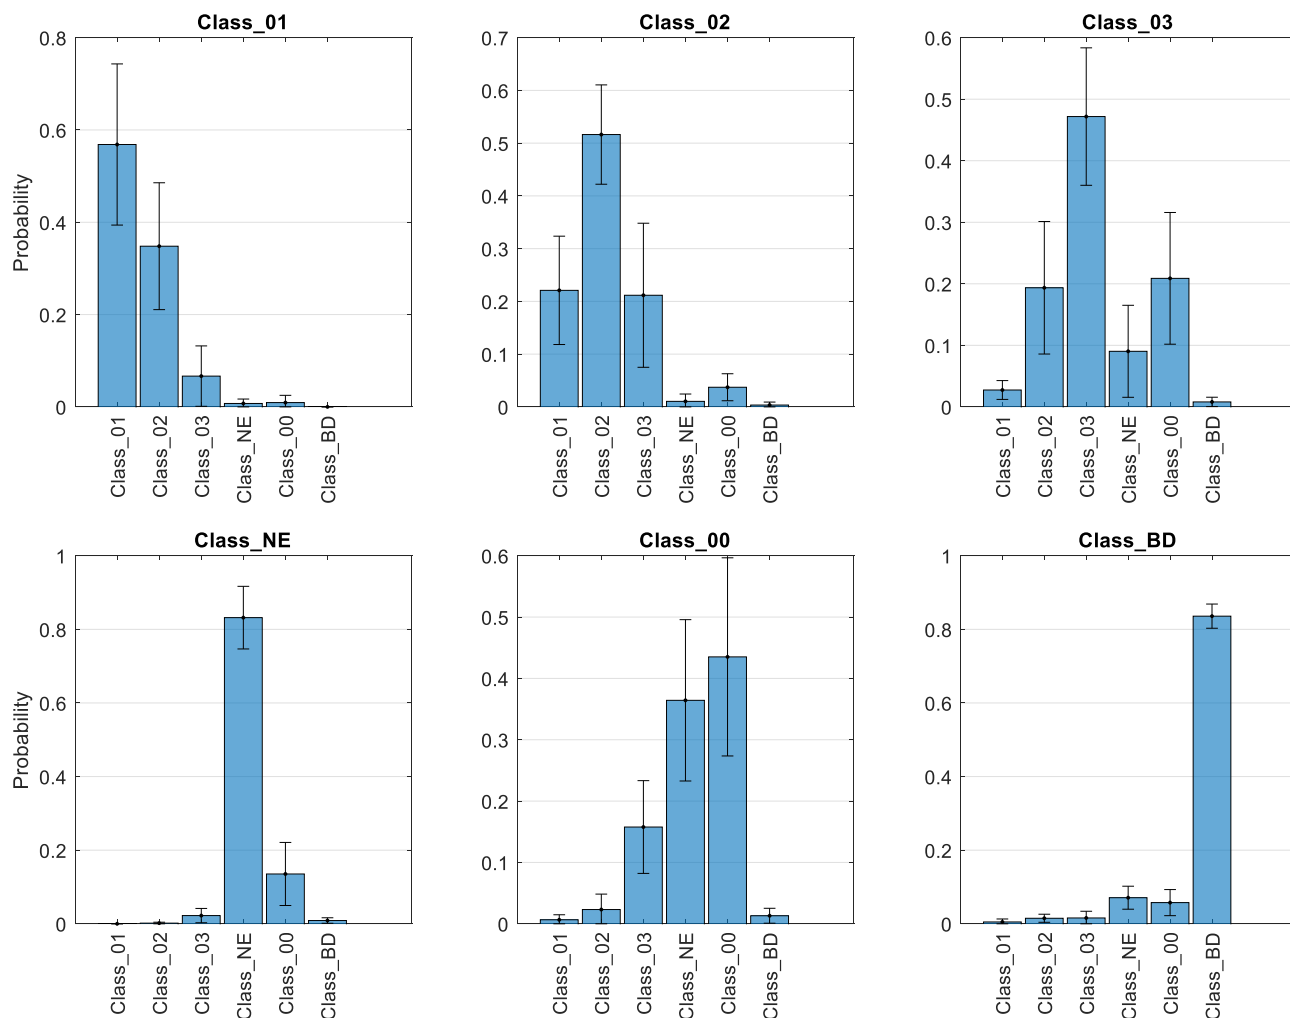 Class_01
Class_02
Class_03
0.8
0.6
0.4
0.2
0
Probability
Class_01
Class_02
Class_03
Class_NE
Class_00
Class_BD
0.7
0.6
0.5
0.4
0.3
0.2
0.1
0
Class_01
Class_02
Class_03
Class_NE
Class_00
Class_BD
0.6
0.5
0.4
0.3
0.2
0.1
0
Class_01
Class_02
Class_03
Class_NE
Class_00
Class_BD
Class_NE
Class_00
Class_BD
1
0.8
0.6
0.4
0.2
0
Probability
Class_01
Class_02
Class_03
Class_NE
Class_00
Class_BD
0.6
0.5
0.4
0.3
0.2
0.1
0
Class_01
Class_02
Class_03
Class_NE
Class_00
Class_BD
1
0.8
0.6
0.4
0.2
0
Class_01
Class_02
Class_03
Class_NE
Class_00
Class_BD